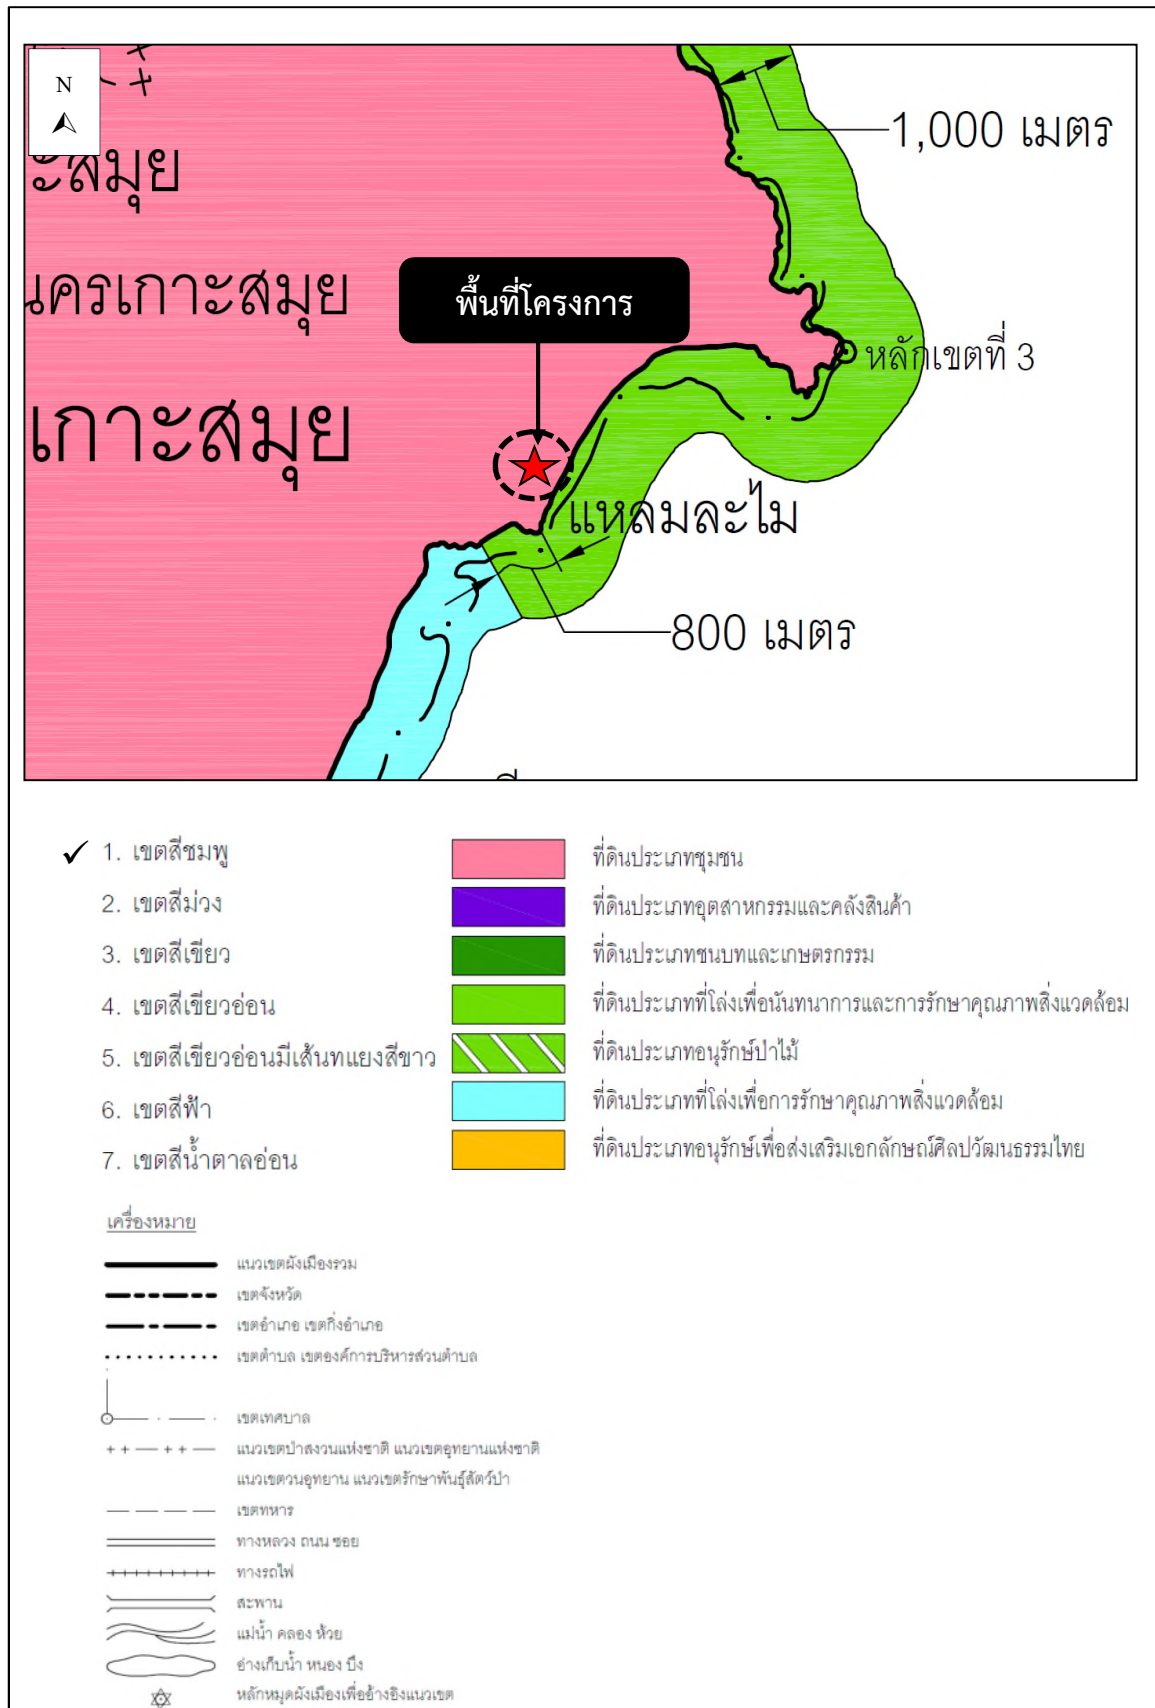 N
1,000 เมตร
ะสมุย
นครเกาะสมุย
พื้นที่โครงการ
หลักเขตที่ 3
เกาะสมุย
แหลมละไม
800 เมตร
✓ 1. เขตสีชมพู ที่ดินประเภทชุมชน
2. เขตสีม่วง ที่ดินประเภทอุตสาหกรรมและคลังสินค้า
3. เขตสีเขียว ที่ดินประเภทชนบทและเกษตรกรรม
4. เขตสีเขียวอ่อน ที่ดินประเภทที่โล่งเพื่อนันทนาการและการรักษาคุณภาพสิ่งแวดล้อม
5. เขตสีเขียวอ่อนมีเส้นทแยงสีขาว ที่ดินประเภทอนุรักษ์ป่าไม้
6. เขตสีฟ้า ที่ดินประเภทที่โล่งเพื่อการรักษาคุณภาพสิ่งแวดล้อม
7. เขตสีน้ำตาลอ่อน ที่ดินประเภทอนุรักษ์เพื่อส่งเสริมเอกลักษณ์ศิลปวัฒนธรรมไทย
เครื่องหมาย
แนวเขตผังเมืองรวม
เขตจังหวัด
เขตอำเภอ เขตกิ่งอำเภอ
เขตตำบล เขตองค์การบริหารส่วนตำบล
เขตเทศบาล
แนวเขตป่าสงวนแห่งชาติ แนวเขตอุทยานแห่งชาติ
แนวเขตวนอุทยาน แนวเขตรักษาพันธุ์สัตว์ป่า
เขตทหาร
ทางหลวง ถนน ซอย
ทางรถไฟ
สะพาน
แม่น้ำ คลอง ห้วย
อ่างเก็บน้ำ หนอง บึง
หลักหมุดผังเมืองเพื่ออ้างอิงแนวเขต